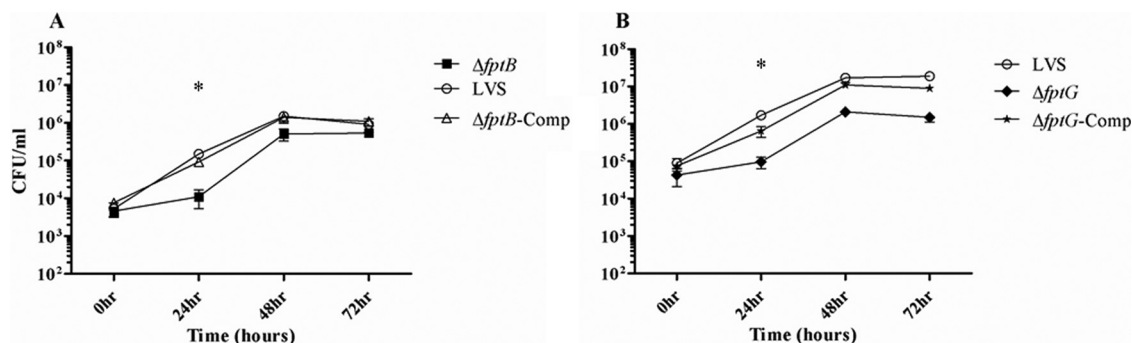 A
CFU/ml
10⁸
10⁷
10⁶
10⁵
10⁴
10³
10²
*
0hr
24hr
48hr
72hr
Time (hours)
ΔfptB
LVS
ΔfptB-Comp
B
10⁸
10⁷
10⁶
10⁵
10⁴
10³
10²
*
0hr
24hr
48hr
72hr
Time (hours)
LVS
ΔfptG
ΔfptG-Comp